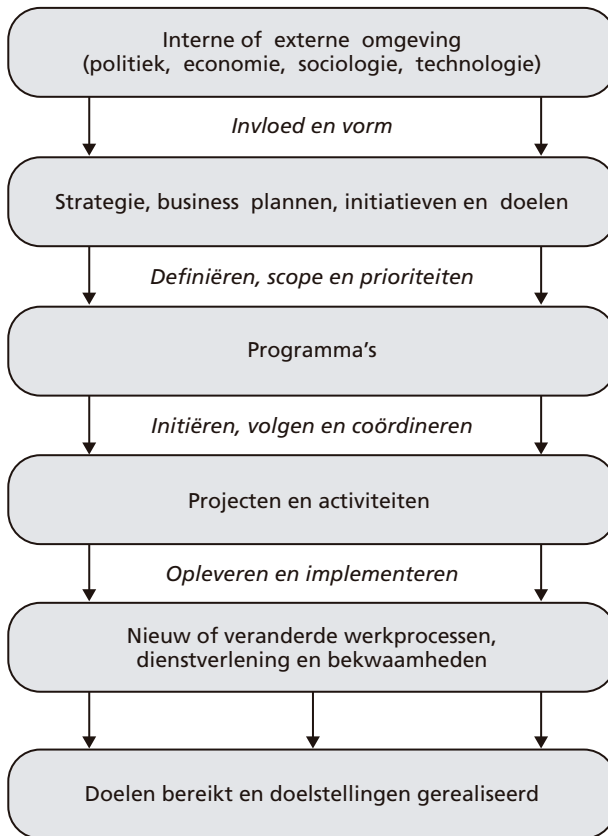 Interne of externe omgeving
(politiek, economie, sociologie, technologie)
Invloed en vorm
Strategie, business plannen, initiatieven en doelen
Definiëren, scope en prioriteiten
Programma's
Initiëren, volgen en coördineren
Projecten en activiteiten
Opleveren en implementeren
Nieuw of veranderde werkprocessen,
dienstverlening en bekwaamheden
Doelen bereikt en doelstellingen gerealiseerd